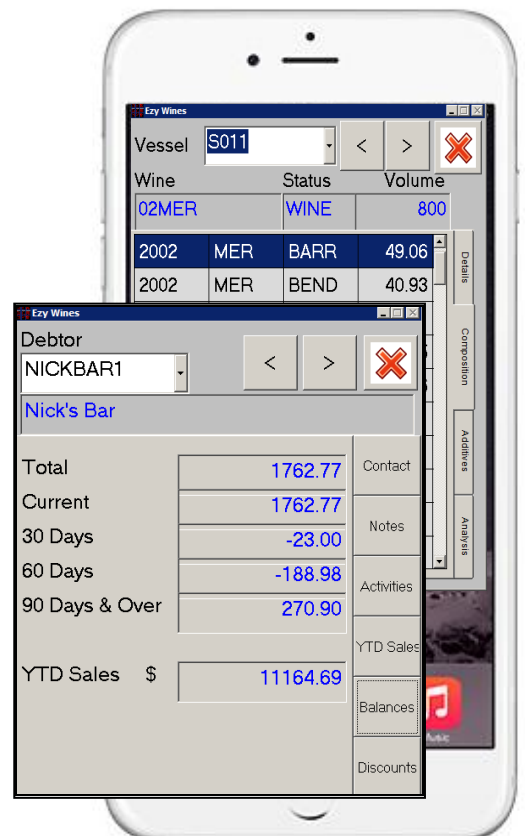 Ezy Wines
Vessel S011 < >
Wine Status Volume
02MER WINE 800
2002 MER BARR 49.06
2002 MER BEND 40.93
Details
Composition
Additives
Analysis
Ezy Wines
Debtor
NICKBAR1 < >
Nick's Bar
Total 1762.77
Current 1762.77
30 Days -23.00
60 Days -188.98
90 Days & Over 270.90
YTD Sales $ 11164.69
Contact
Notes
Activities
YTD Sales
Balances
Discounts
Music